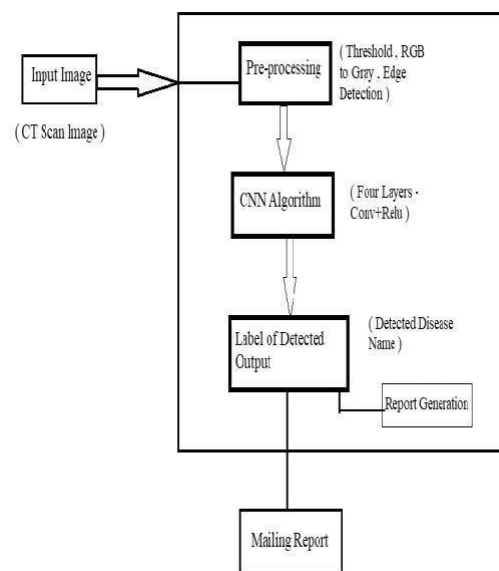 Input Image
( CT Scan Image )
Pre-processing
( Threshold , RGB
to Gray , Edge
Detection )
CNN Algorithm
( Four Layers -
Conv+Relu )
Label of Detected
Output
( Detected Disease
Name )
Report Generation
Mailing Report